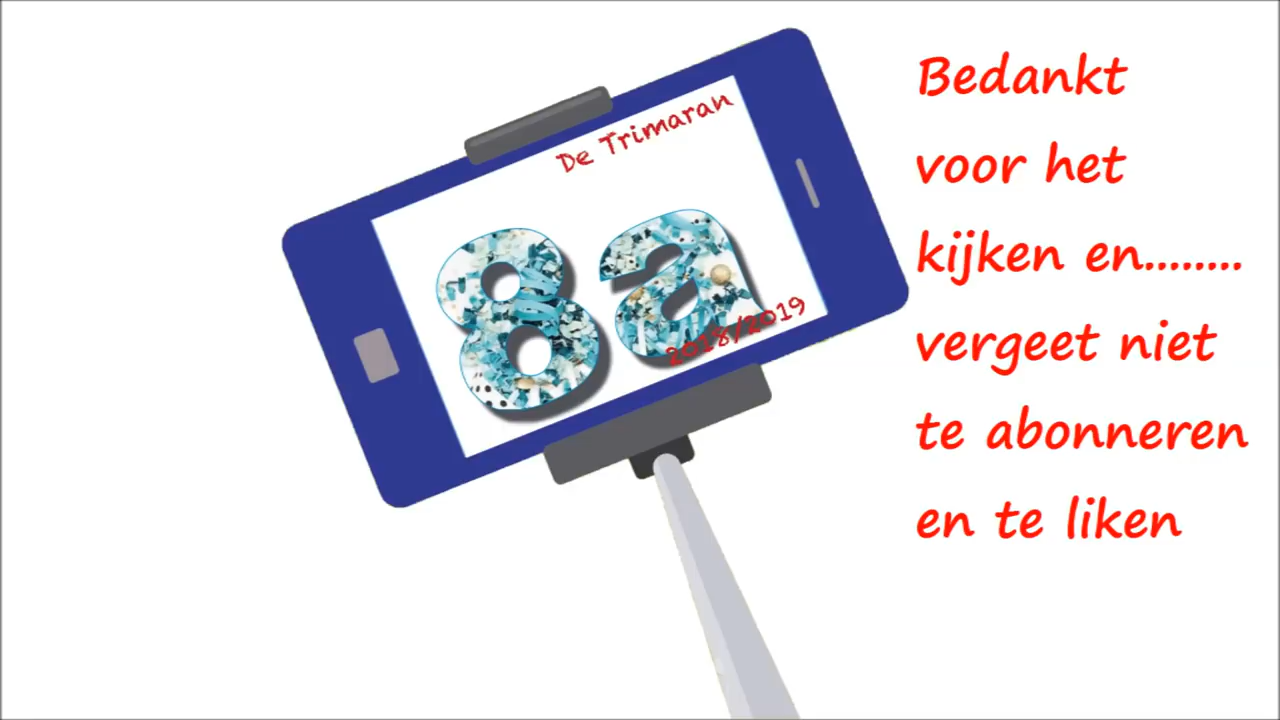 De Trimaran
8a
2018/2019
Bedankt
voor het
kijken en........
vergeet niet
te abonneren
en te liken